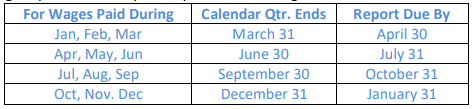 For Wages Paid During Calendar Qtr. Ends Report Due By
Jan, Feb, Mar March 31 April 30
Apr, May, Jun June 30 July 31
Jul, Aug, Sep September 30 October 31
Oct, Nov. Dec December 31 January 31